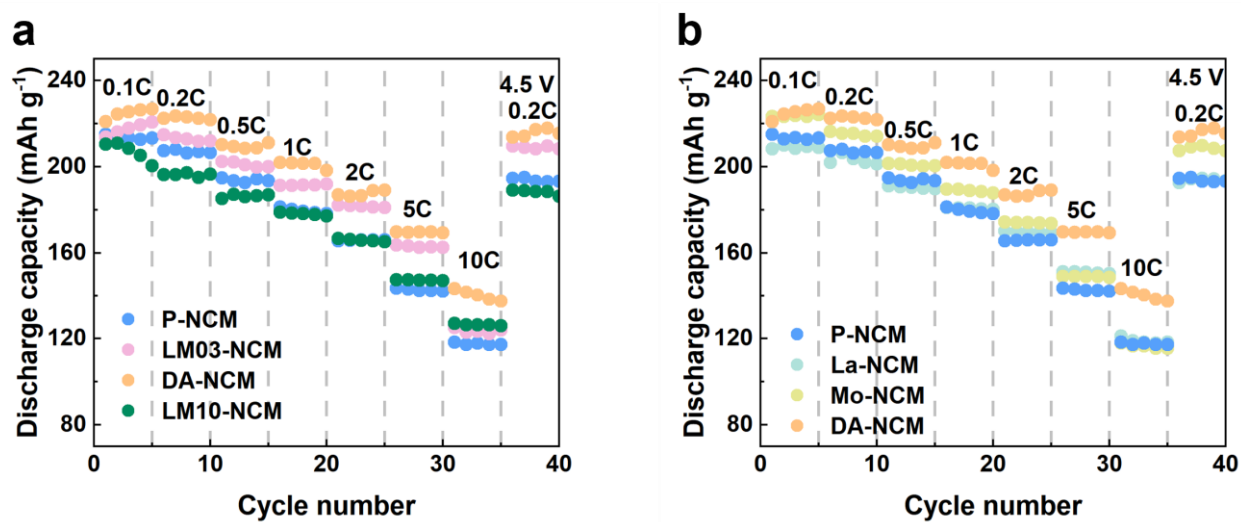 a
240
200
160
120
80
0
10
20
30
40
Discharge capacity (mAh g⁻¹)
Cycle number
0.1C
0.2C
0.5C
1C
2C
5C
10C
4.5 V
0.2C
P-NCM
LM03-NCM
DA-NCM
LM10-NCM
b
240
200
160
120
80
0
10
20
30
40
Discharge capacity (mAh g⁻¹)
Cycle number
0.1C
0.2C
0.5C
1C
2C
5C
10C
4.5 V
0.2C
P-NCM
La-NCM
Mo-NCM
DA-NCM